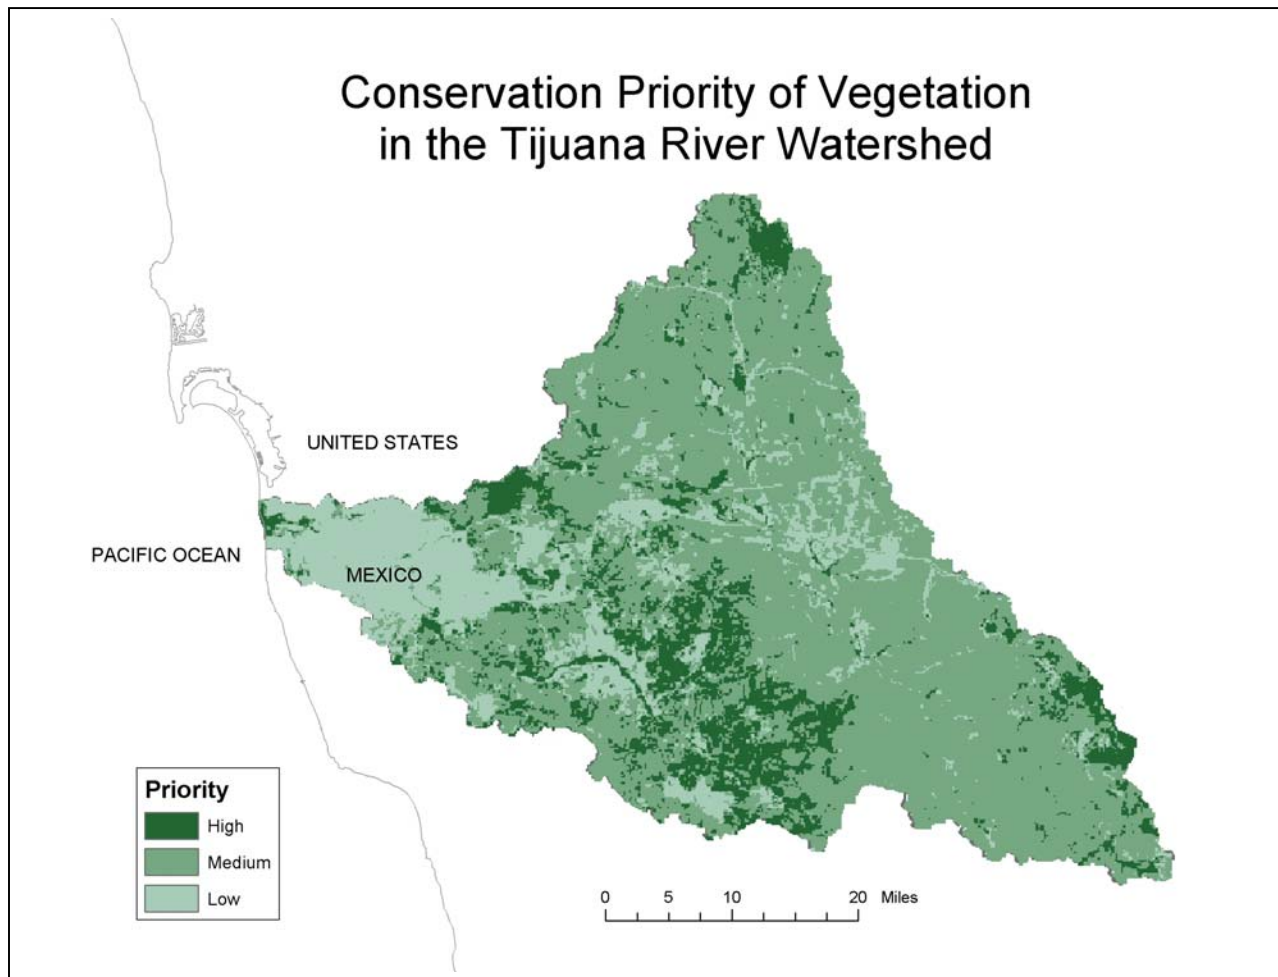 Conservation Priority of Vegetation
in the Tijuana River Watershed
UNITED STATES
PACIFIC OCEAN
MEXICO
Priority
High
Medium
Low
0 5 10 20 Miles